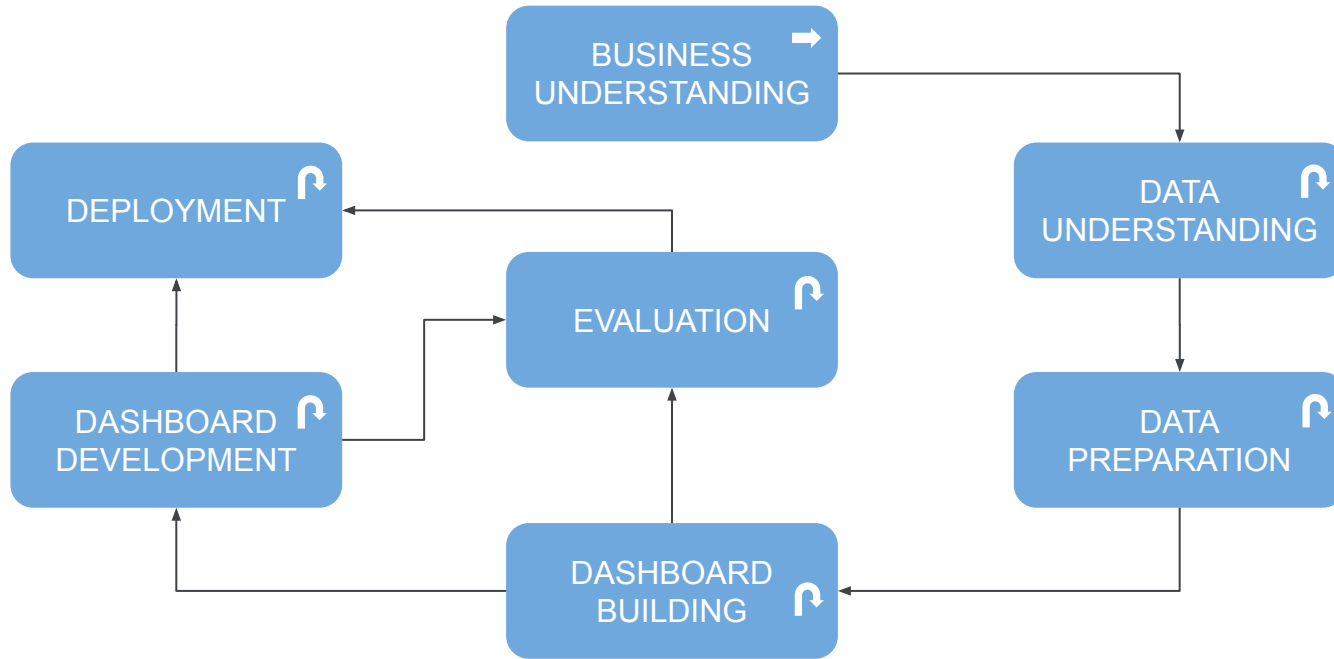 BUSINESS
UNDERSTANDING
DEPLOYMENT
DATA
UNDERSTANDING
EVALUATION
DASHBOARD
DEVELOPMENT
DATA
PREPARATION
DASHBOARD
BUILDING